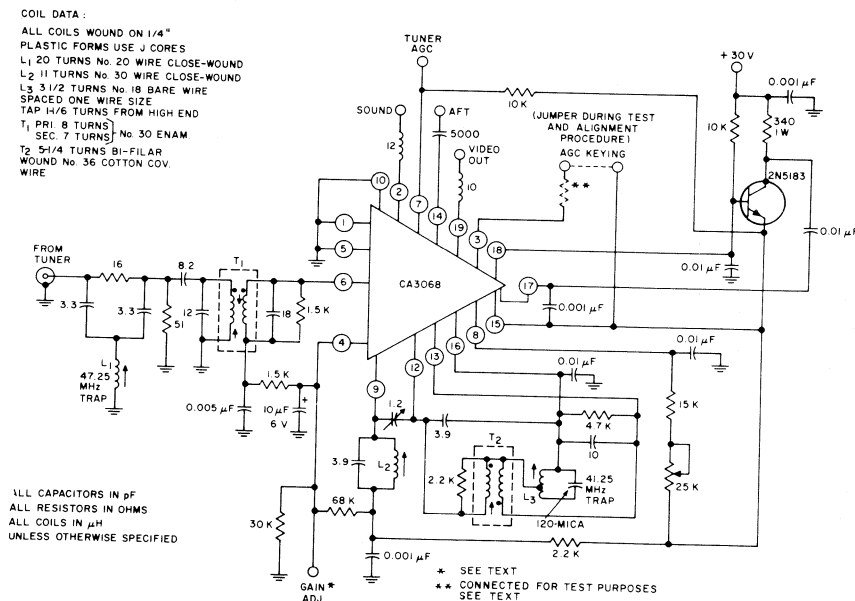 COIL DATA :
ALL COILS WOUND ON 1/4"
PLASTIC FORMS USE J CORES
L1 20 TURNS No. 20 WIRE CLOSE-WOUND
L2 11 TURNS No. 30 WIRE CLOSE-WOUND
L3 3 1/2 TURNS No. 18 BARE WIRE
SPACED ONE WIRE SIZE
TAP 1-1/6 TURNS FROM HIGH END
T1 PRI. 8 TURNS
SEC. 7 TURNS
No. 30 ENAM.
T2 5-1/4 TURNS BI-FILAR
WOUND No. 36 COTTON COV.
WIRE
TUNER
AGC
+30V
0.001 µF
10K
SOUND
AFT
5000
(JUMPER DURING TEST
AND ALIGNMENT
PROCEDURE)
AGC KEYING
10K
340
1W
2N5183
12
VIDEO
OUT
10
**
10
2
7
14
19
3
18
1
5
6
4
CA3068
17
15
8
16
13
12
9
0.01 µF
0.01 µF
0.001 µF
FROM
TUNER
16
8.2
T1
3.3
3.3
51
12
18
1.5K
L1
47.25
MHz
TRAP
1.5K
0.005 µF
10 µF
6 V
+
1.2
3.9
3.9
L2
T2
2.2K
L3
0.01 µF
4.7 K
10
41.25
MHz
TRAP
120-MICA
0.01 µF
15 K
25K
2.2K
68 K
30 K
0.001 µF
GAIN *
ADJ.
ALL CAPACITORS IN pF
ALL RESISTORS IN OHMS
ALL COILS IN µH
UNLESS OTHERWISE SPECIFIED
* SEE TEXT
** CONNECTED FOR TEST PURPOSES
SEE TEXT